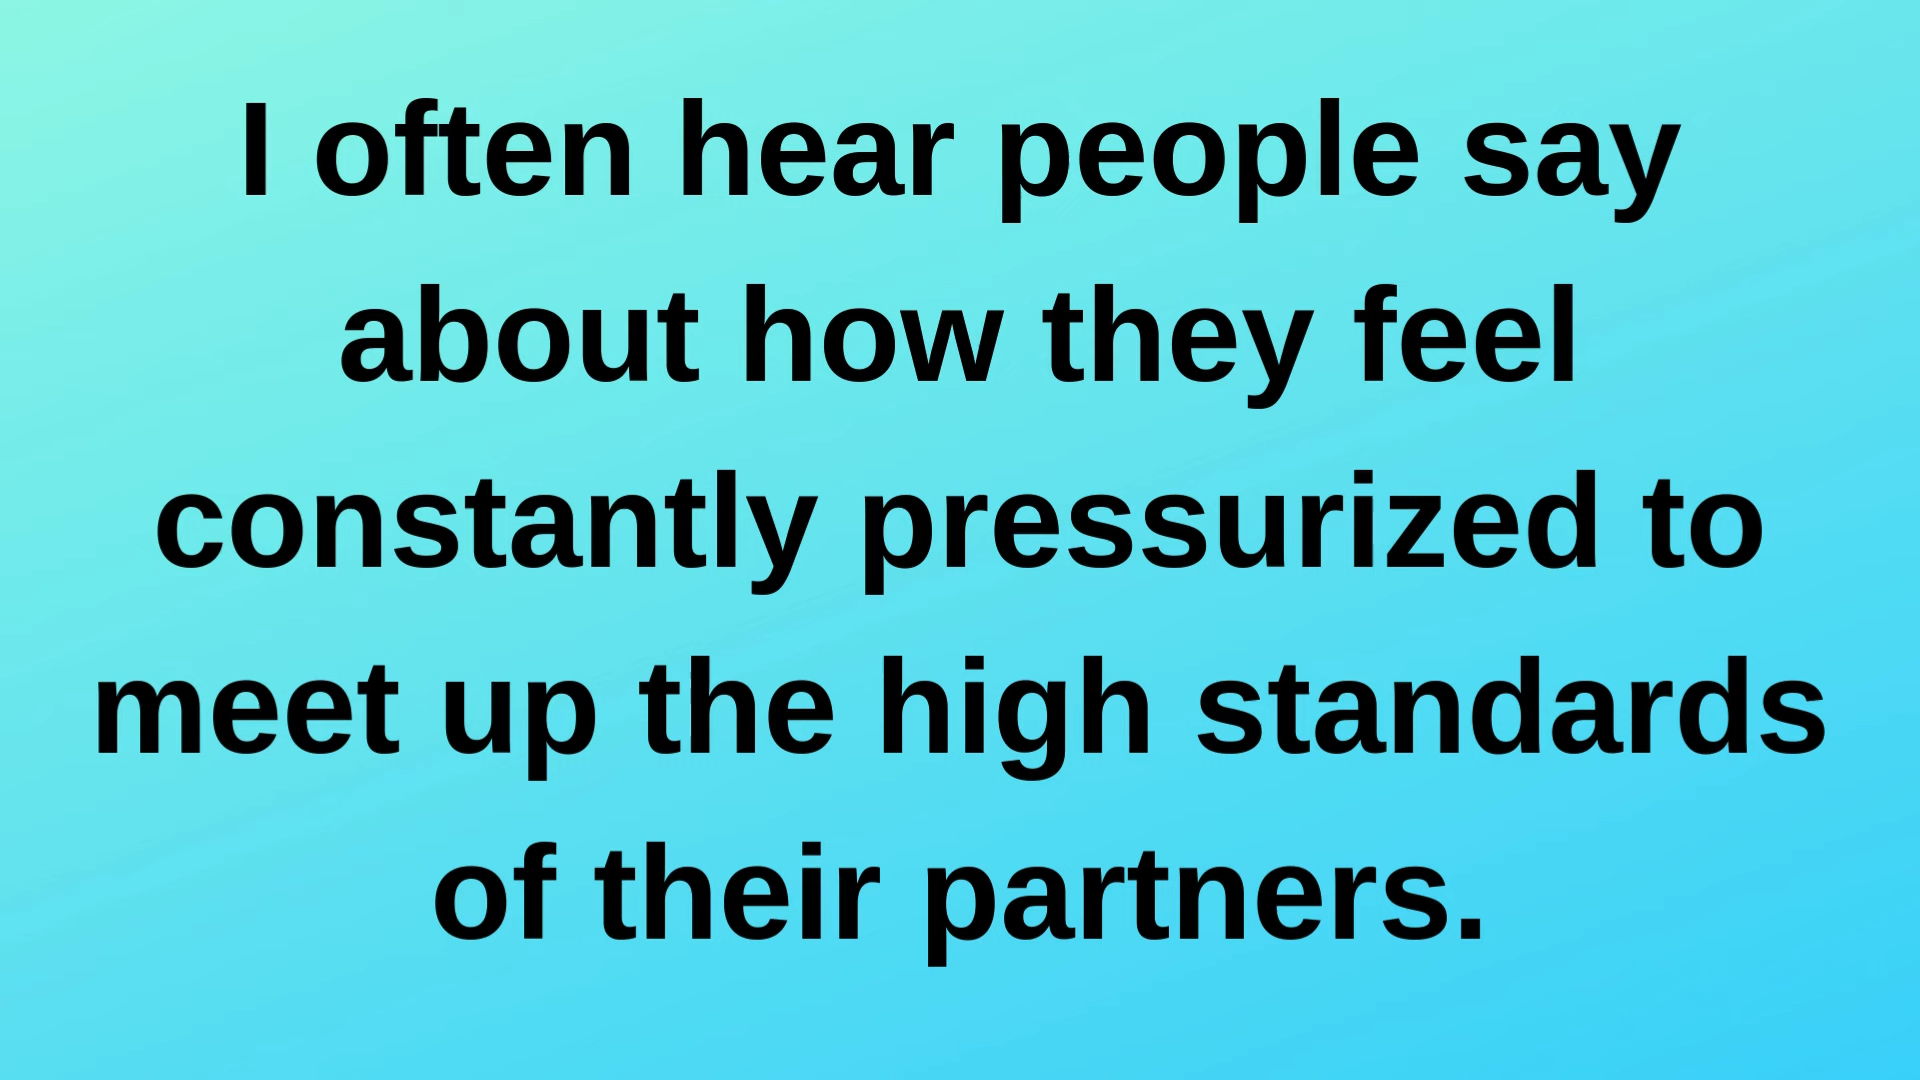 I often hear people say
about how they feel
constantly pressurized to
meet up the high standards
of their partners.